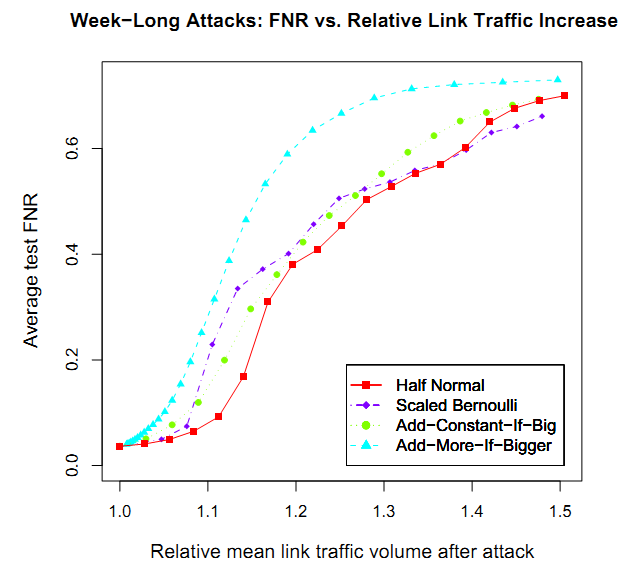 Week−Long Attacks: FNR vs. Relative Link Traffic Increase
Average test FNR
0.6
0.4
0.2
0.0
Half Normal
Scaled Bernoulli
Add−Constant−If−Big
Add−More−If−Bigger
1.0 1.1 1.2 1.3 1.4 1.5
Relative mean link traffic volume after attack